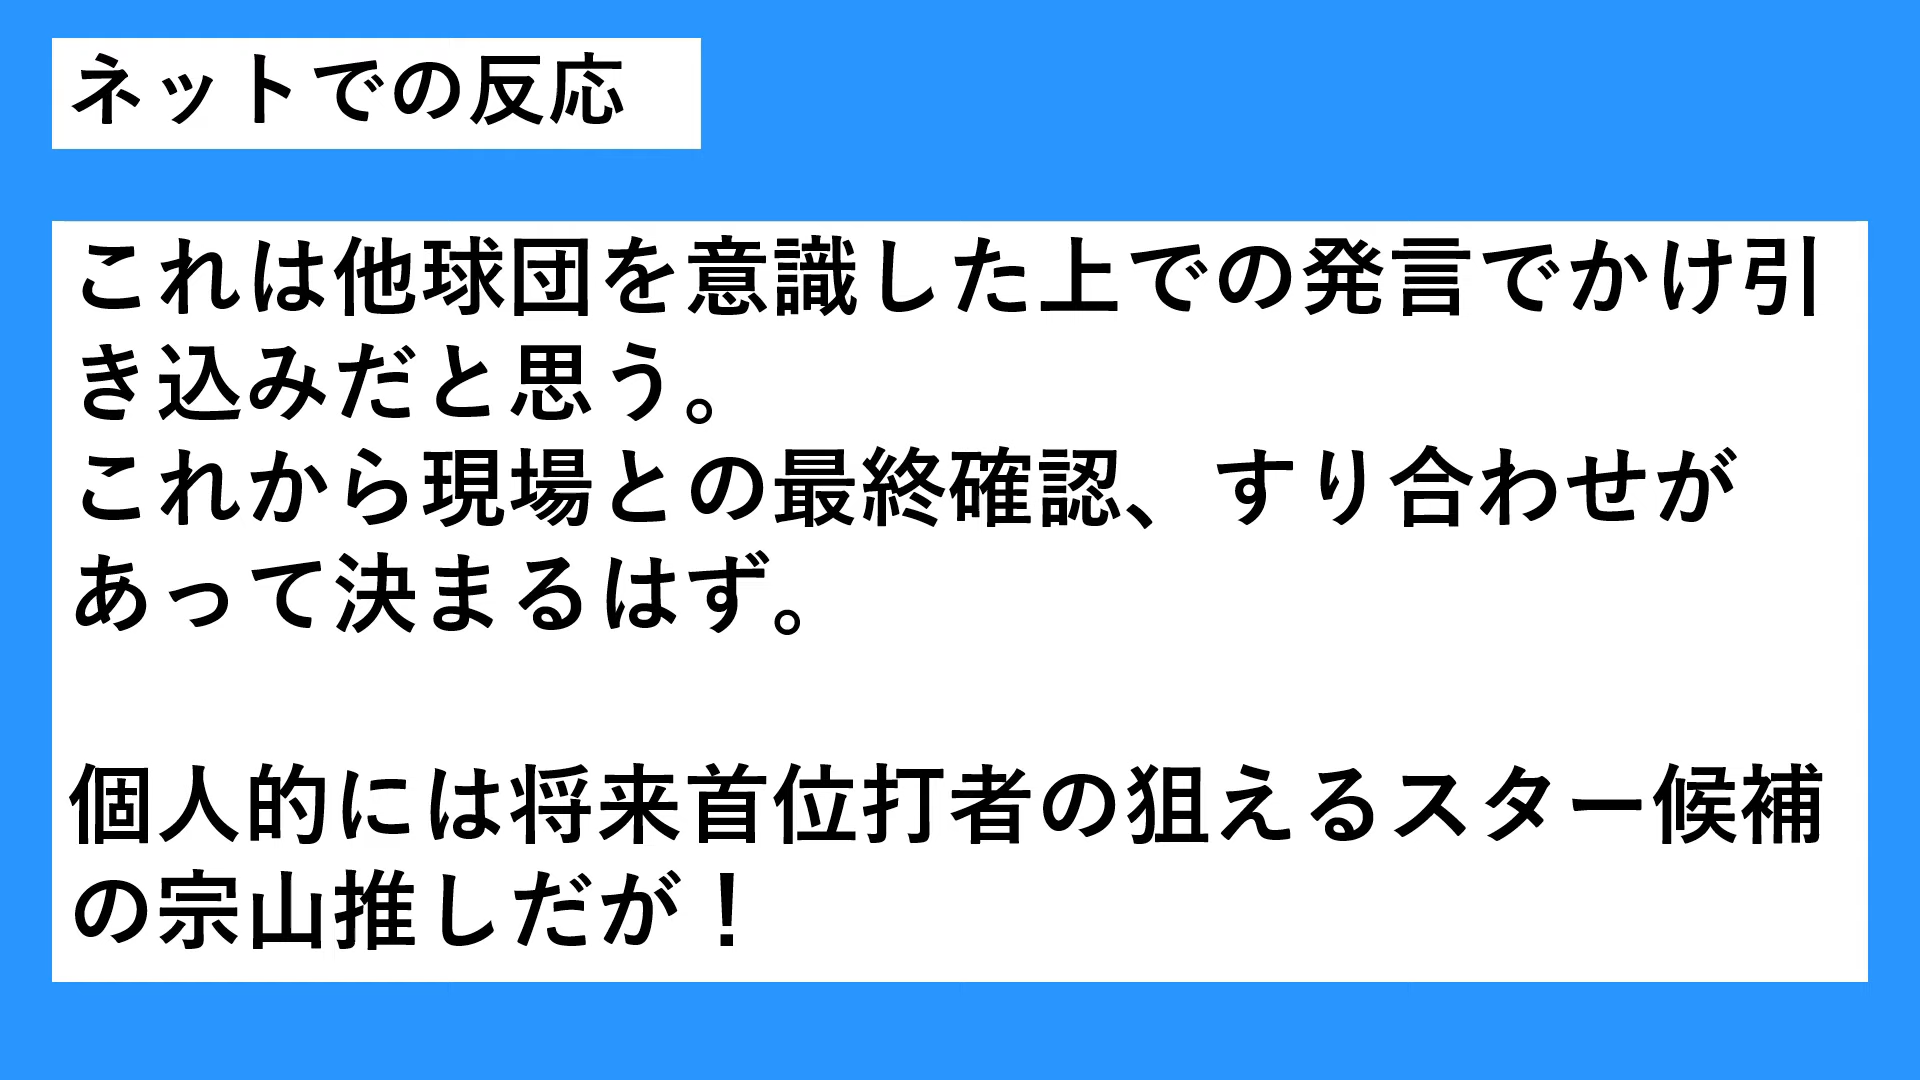 ネットでの反応
これは他球団を意識した上での発言でかけ引
き込みだと思う。
これから現場との最終確認、すり合わせが
あって決まるはず。
個人的には将来首位打者の狙えるスター候補
の宗山推しだが！